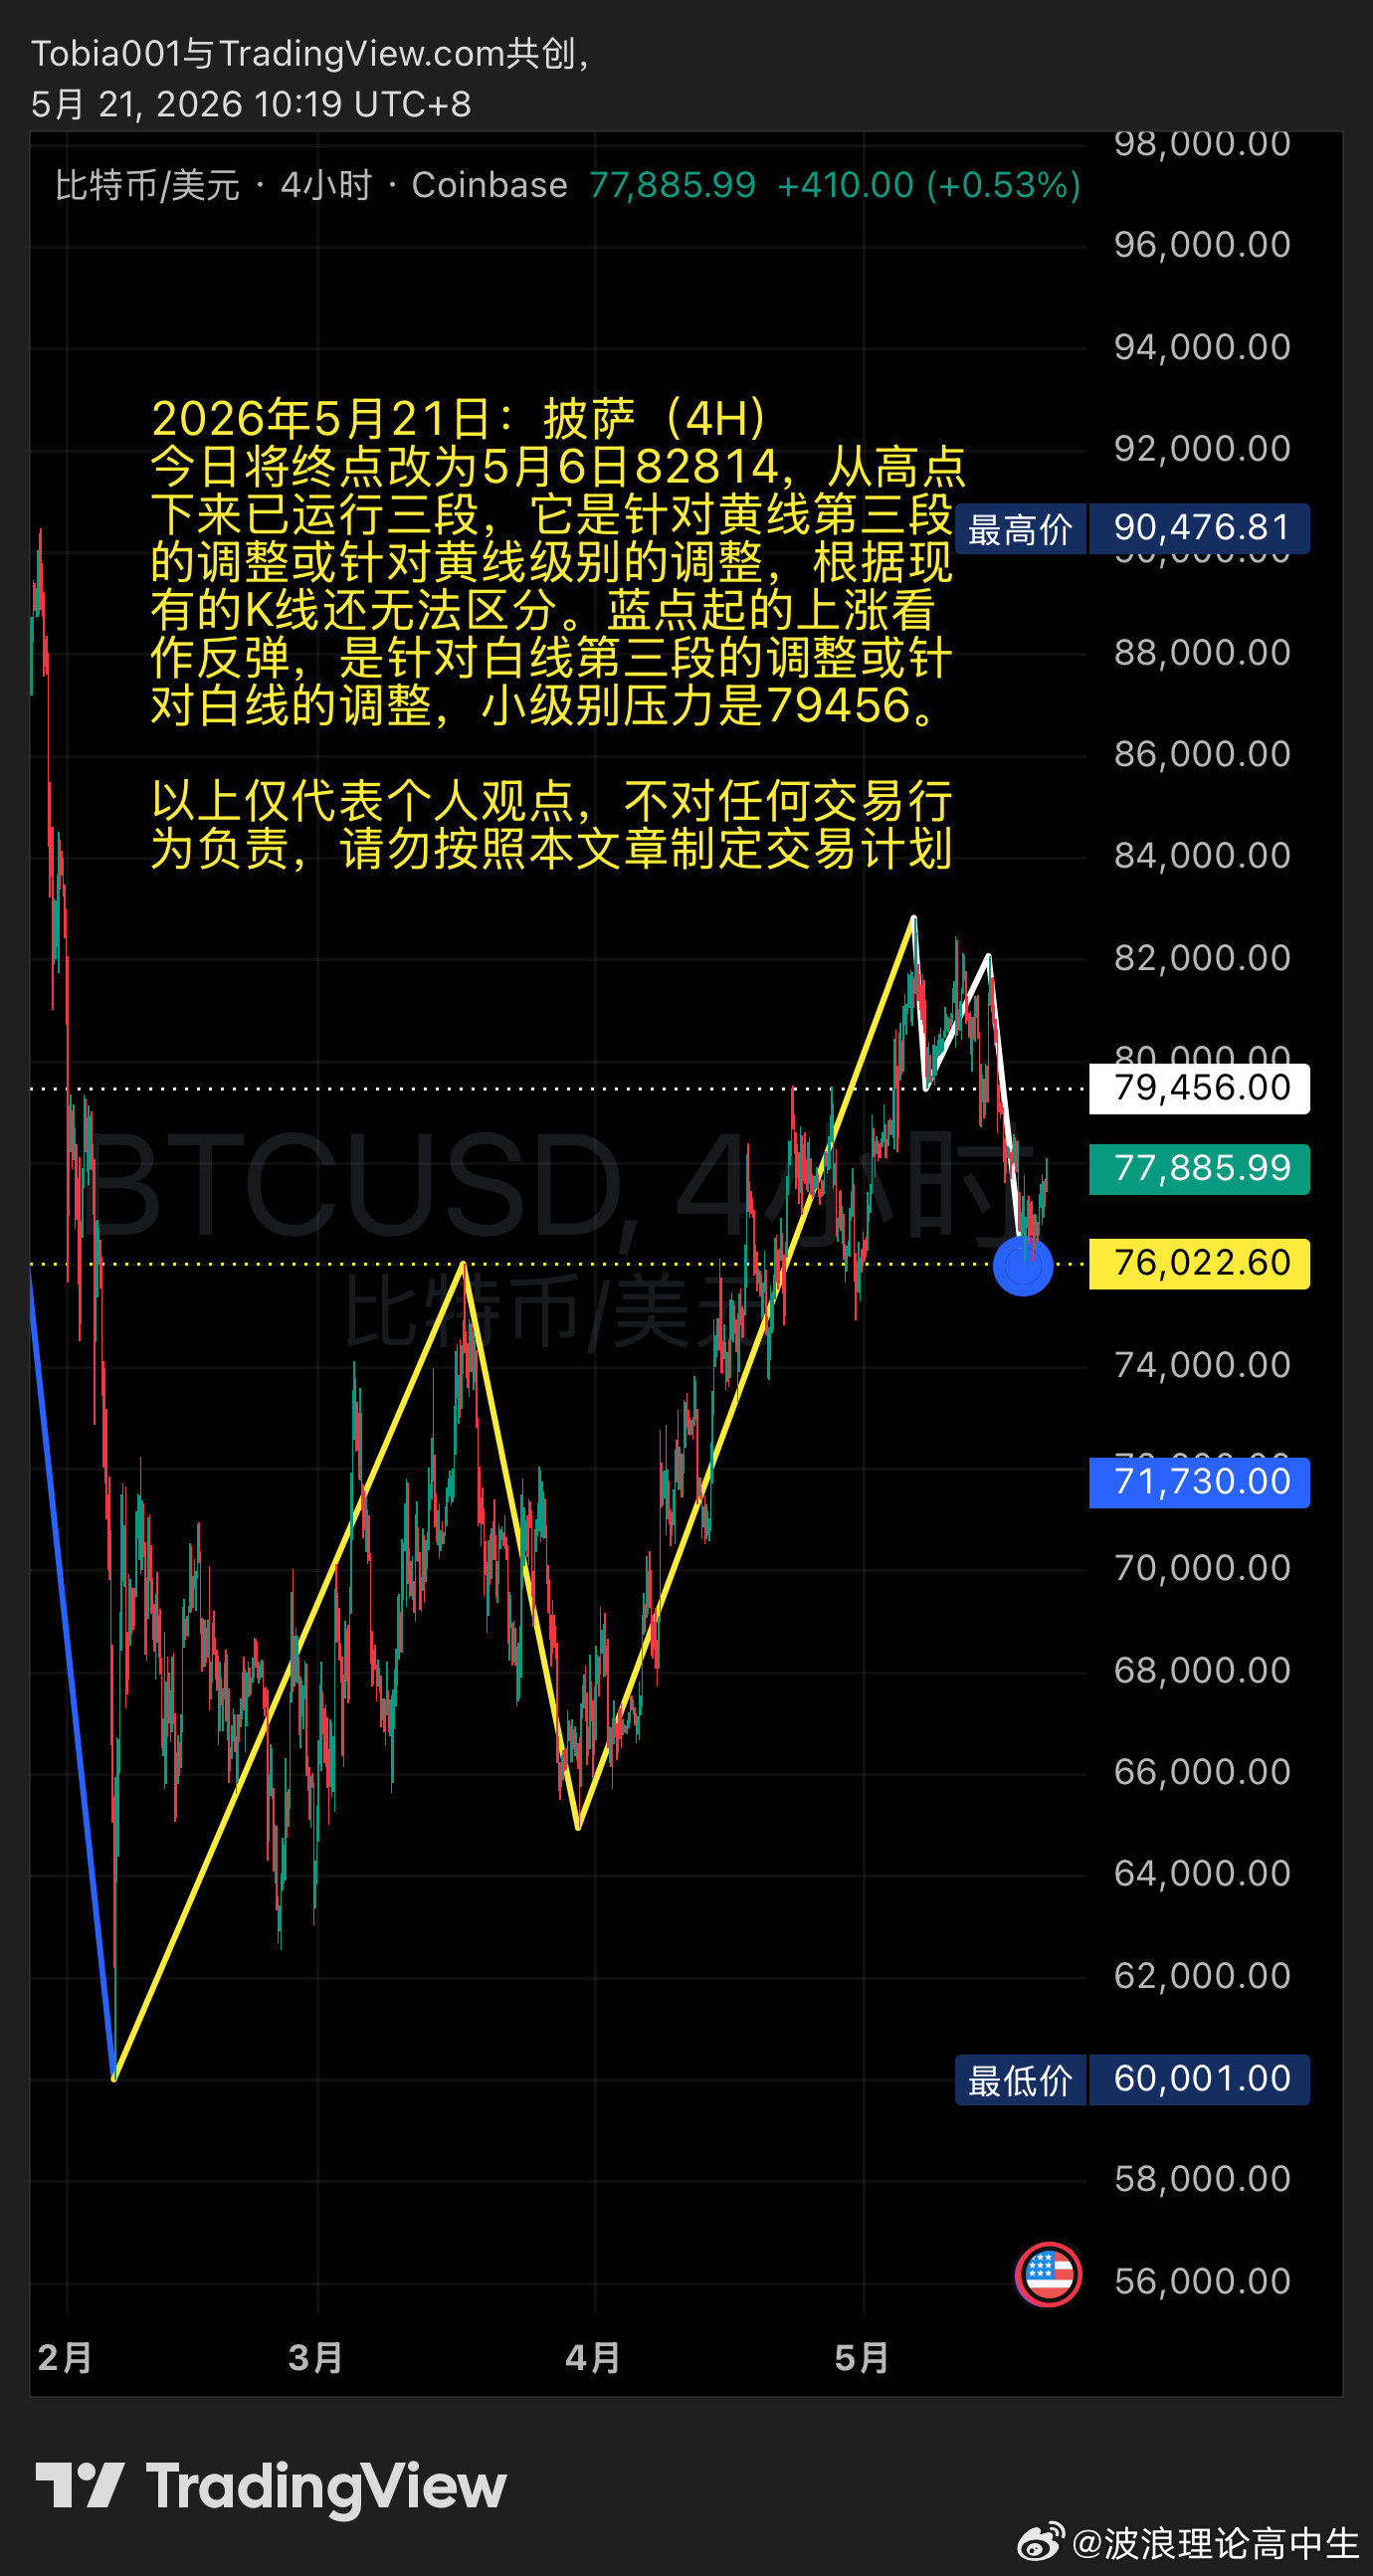 Tobia001与TradingView.com共创,
5月 21, 2026 10:19 UTC+8
98,000.00
比特币/美元 · 4小时 · Coinbase 77,885.99 +410.00 (+0.53%)
96,000.00
94,000.00
2026年5月21日：披萨（4H）
今日将终点改为5月6日82814，从高点
92,000.00
下来已运行三段，它是针对黄线第三段
最高价 90,476.81
90,000.00
的调整或针对黄线级别的调整，根据现
有的K线还无法区分。蓝点起的上涨看
88,000.00
作反弹，是针对白线第三段的调整或针
对白线的调整，小级别压力是79456。
86,000.00
以上仅代表个人观点，不对任何交易行
为负责，请勿按照本文章制定交易计划
84,000.00
82,000.00
80,000.00
79,456.00
BTCUSD, 4小时
77,885.99
76,022.60
比特币/美元
74,000.00
71,730.00
70,000.00
68,000.00
66,000.00
64,000.00
62,000.00
最低价 60,001.00
58,000.00
56,000.00
2月 3月 4月 5月
TradingView
@波浪理论高中生